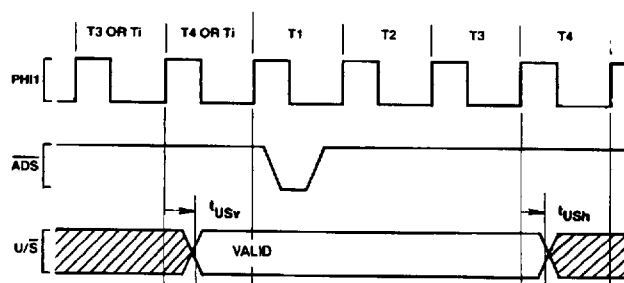 T3 OR Ti T4 OR Ti T1 T2 T3 T4
PHI1
ADS
tUSv tUSh
U/S
VALID